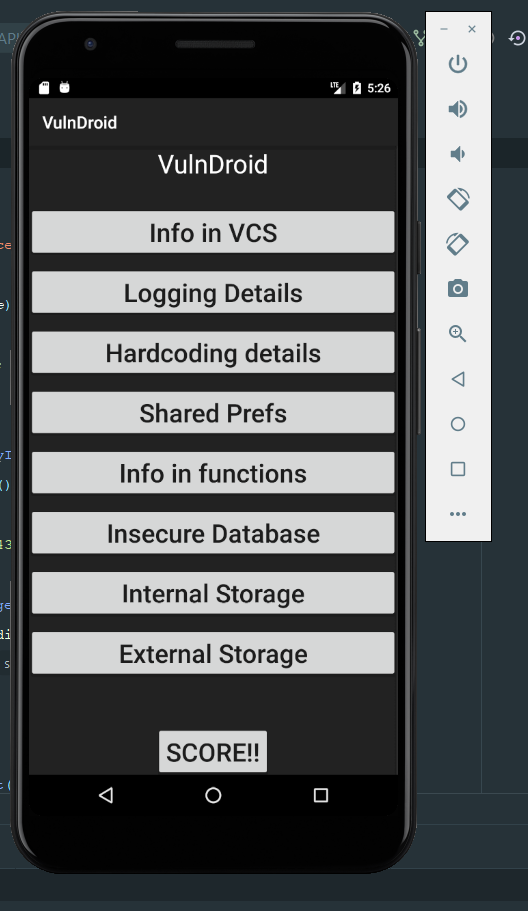 LTE
5:26
VulnDroid
VulnDroid
Info in VCS
Logging Details
Hardcoding details
Shared Prefs
Info in functions
Insecure Database
Internal Storage
External Storage
SCORE!!